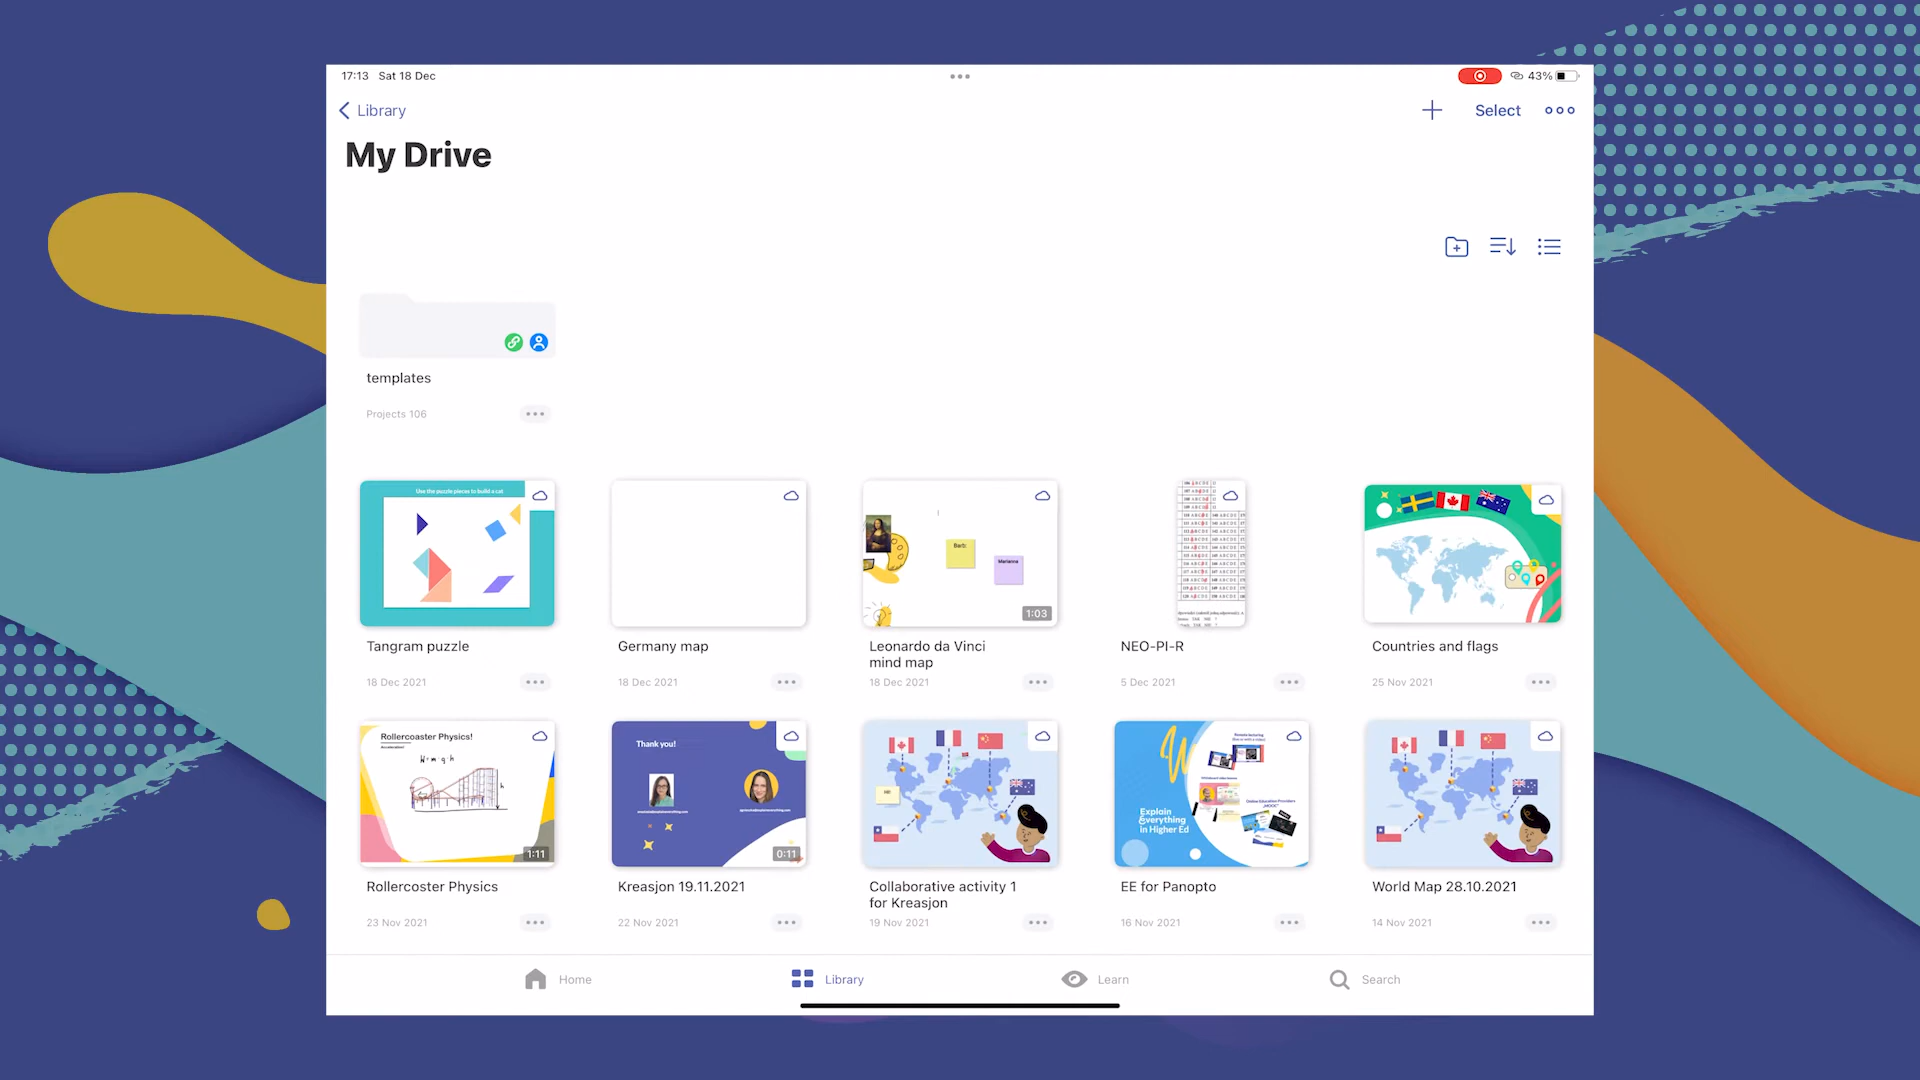 17:13 Sat 18 Dec
43%
Library
Select
My Drive
templates
Projects 106
Use the puzzle pieces to build a cat
Tangram puzzle
18 Dec 2021
Germany map
18 Dec 2021
Barb:
Marianna
1:03
Leonardo da Vinci
mind map
18 Dec 2021
NEO-PI-R
5 Dec 2021
Countries and flags
25 Nov 2021
Rollercoaster Physics!
W = m g h
h
1:11
Rollercoster Physics
23 Nov 2021
Thank you!
0:11
Kreasjon 19.11.2021
22 Nov 2021
Collaborative activity 1
for Kreasjon
19 Nov 2021
Explain
Everything
in Higher Ed
EE for Panopto
16 Nov 2021
World Map 28.10.2021
14 Nov 2021
Home
Library
Learn
Search